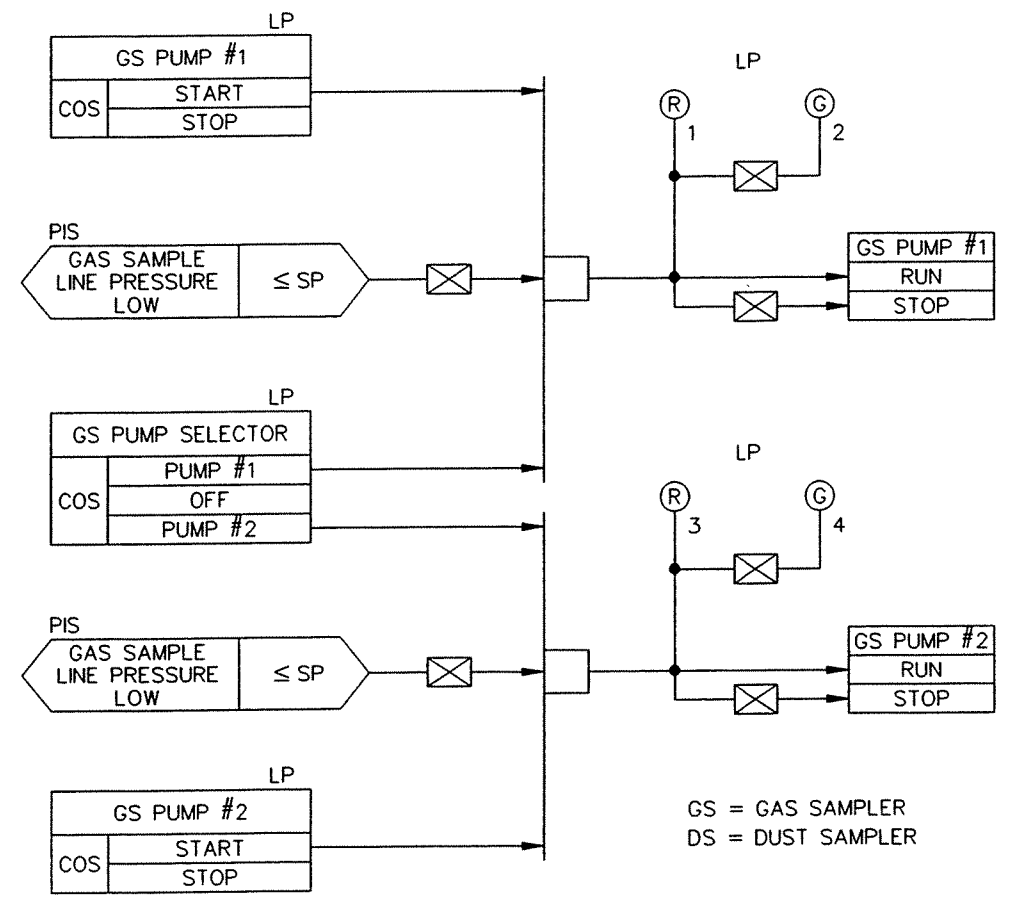 LP
GS PUMP #1
COS
START
STOP
LP
R
1
G
2
PIS
GAS SAMPLE
LINE PRESSURE
LOW
≤ SP
GS PUMP #1
RUN
STOP
LP
GS PUMP SELECTOR
COS
PUMP #1
OFF
PUMP #2
LP
R
3
G
4
PIS
GAS SAMPLE
LINE PRESSURE
LOW
≤ SP
GS PUMP #2
RUN
STOP
LP
GS PUMP #2
COS
START
STOP
GS = GAS SAMPLER
DS = DUST SAMPLER